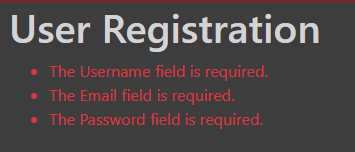 User Registration
The Username field is required.
The Email field is required.
The Password field is required.